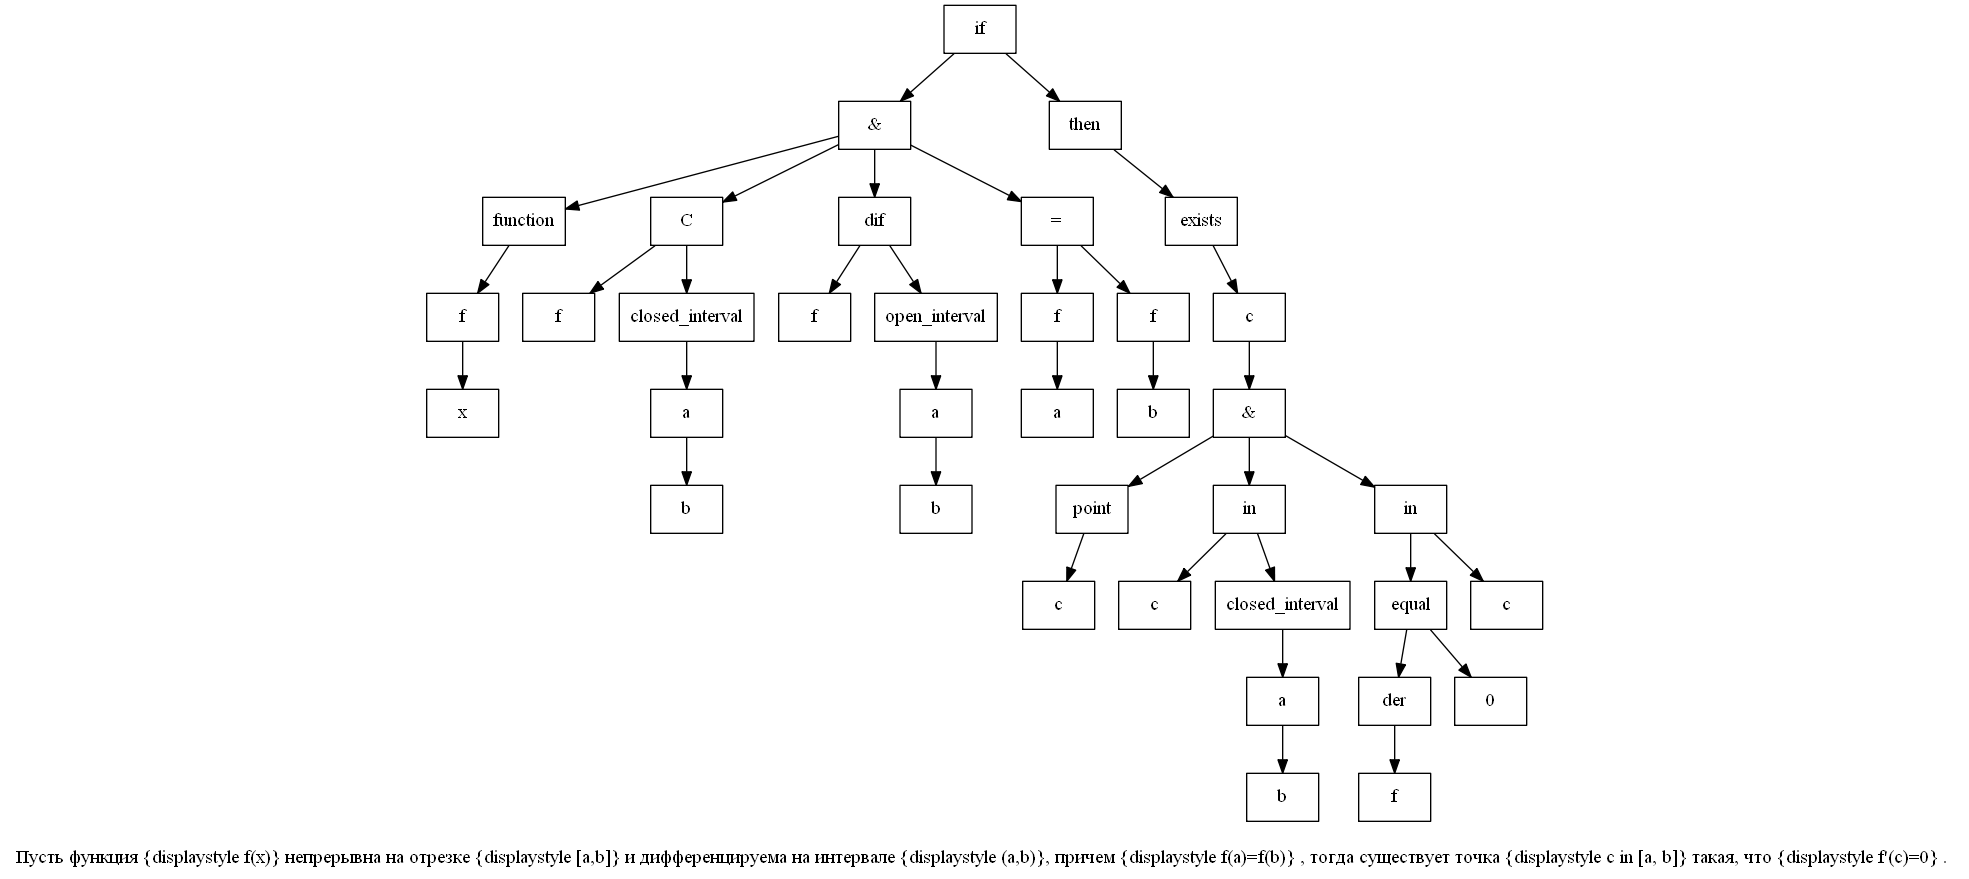 if
&
then
function
C
dif
=
exists
f
f
closed_interval
f
open_interval
f
f
c
x
a
a
a
b
&
b
b
point
in
in
c
c
closed_interval
equal
c
a
der
0
b
f
Пусть функция {displaystyle f(x)} непрерывна на отрезке {displaystyle [a,b]} и дифференцируема на интервале {displaystyle (a,b)}, причем {displaystyle f(a)=f(b)} , тогда существует точка {displaystyle c in [a, b]} такая, что {displaystyle f'(c)=0} .